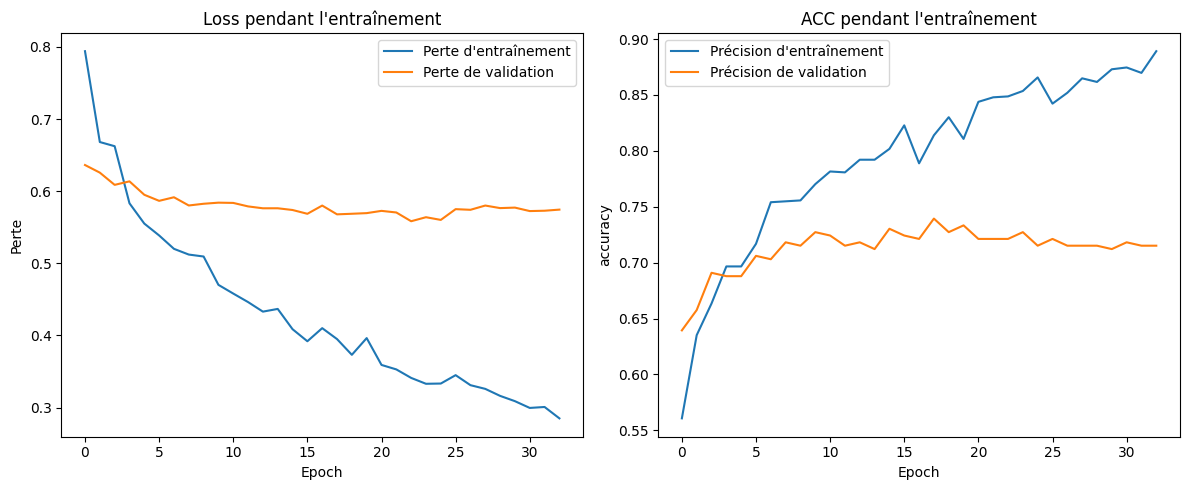 Loss pendant l'entraînement
Perte d'entraînement
Perte de validation
0.8
0.7
0.6
0.5
0.4
0.3
Perte
0 5 10 15 20 25 30
Epoch
ACC pendant l'entraînement
Précision d'entraînement
Précision de validation
0.90
0.85
0.80
0.75
0.70
0.65
0.60
0.55
accuracy
0 5 10 15 20 25 30
Epoch